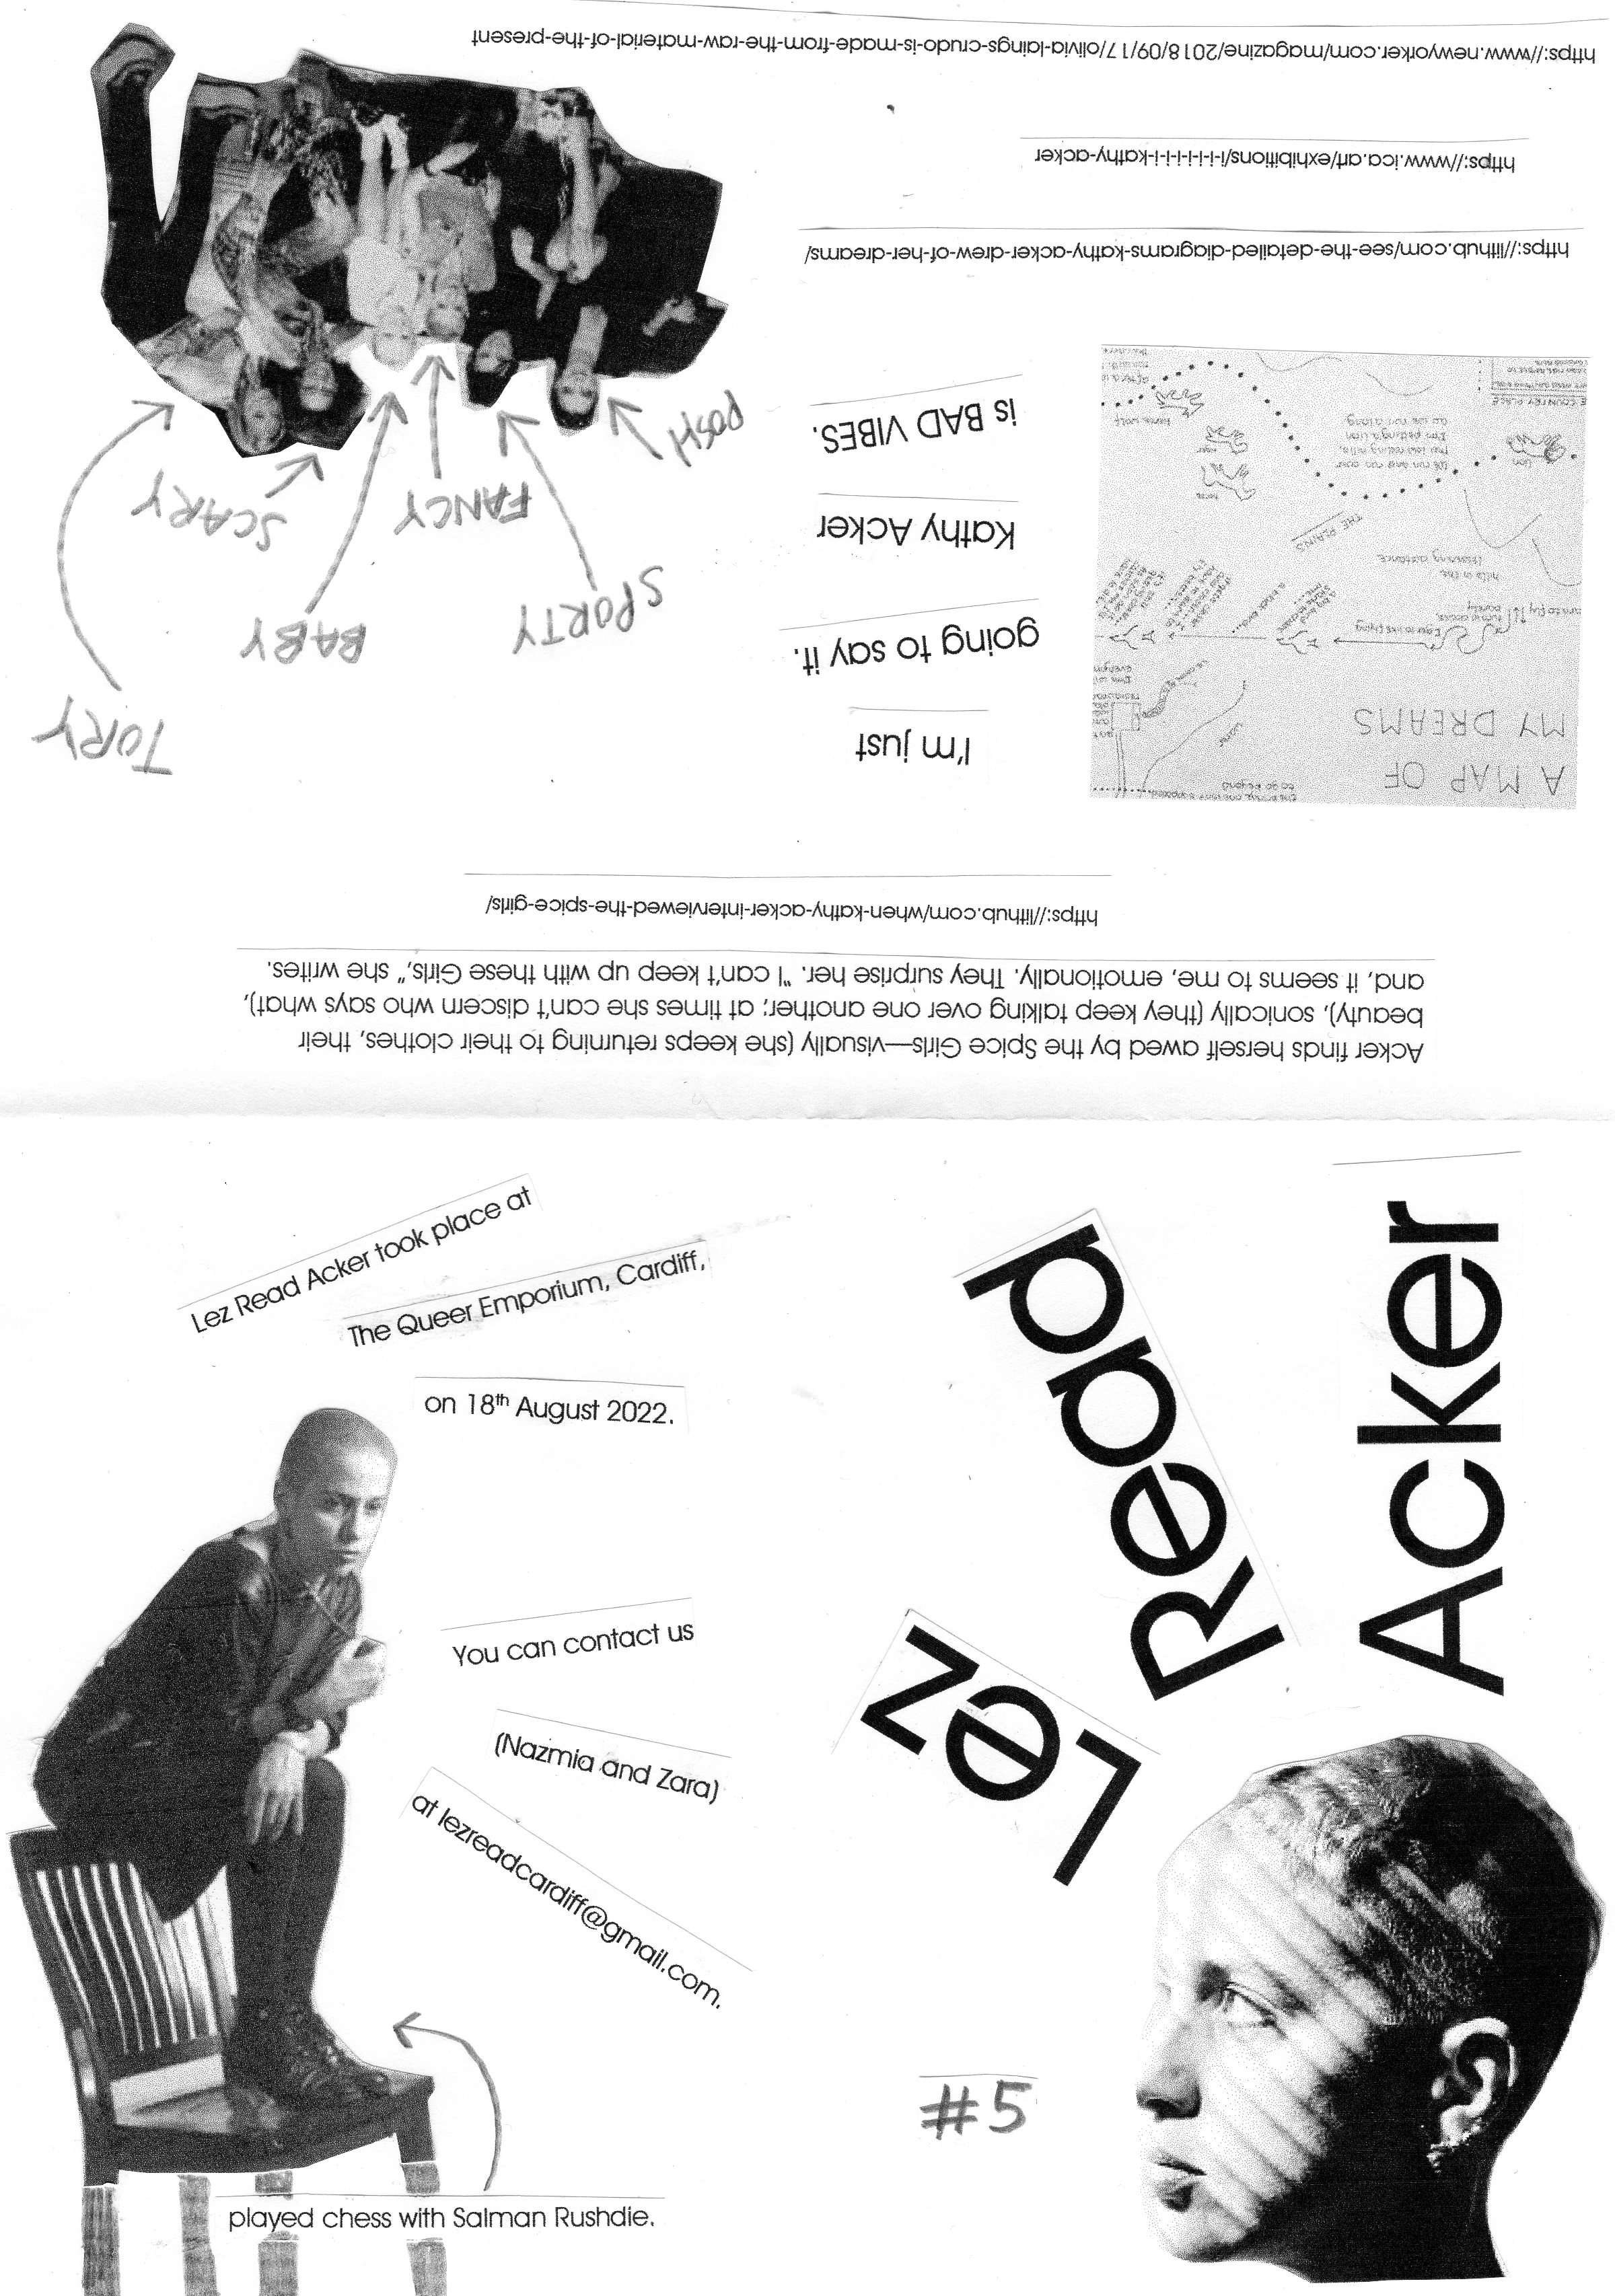 Lez
Read
Acker
#5
Lez Read Acker took place at
The Queer Emporium, Cardiff,
on 18th August 2022.
You can contact us
(Nazmia and Zara)
at lezreadcardiff@gmail.com.
played chess with Salman Rushdie.
Acker finds herself awed by the Spice Girls—visually (she keeps returning to their clothes, their
beauty), sonically (they keep talking over one another; at times she can't discern who says what),
and, it seems to me, emotionally. They surprise her. "I can't keep up with these Girls," she writes.
https://lithub.com/when-kathy-acker-interviewed-the-spice-girls/
A MAP OF
MY DREAMS
THE PLAINS
hills in the
horse
lion
I'm just
going to say it.
Kathy Acker
is BAD VIBES.
TORY
BABY
SPORTY
SCARY
FANCY
POSH
https://lithub.com/see-the-detailed-diagrams-kathy-acker-drew-of-her-dreams/
https://www.ica.art/exhibitions/i-i-i-i-i-i-i-kathy-acker
https://www.newyorker.com/magazine/2018/09/17/olivia-laings-crudo-is-made-from-the-raw-material-of-the-present